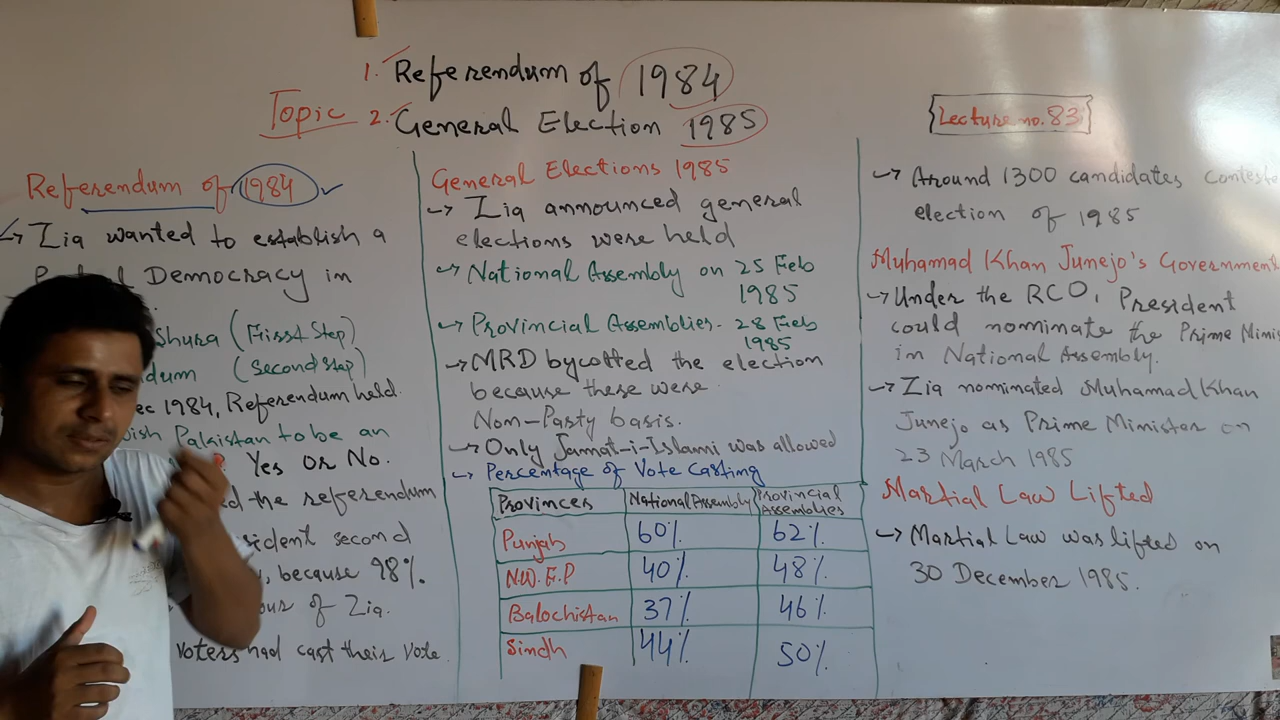 1. Referendum of 1984
Topic 2. General Election 1985
Lecture no. 83
Referendum of 1984
→ Zia wanted to establish a
Democracy in
Shura (Frisst Step)
(Second step)
1984, Referendum held.
Pakistan to be an
Yes or No.
the referendum
second
, because 98%.
of Zia.
voters had cast their vote.
General Elections 1985
→ Zia announced general
elections were held
→ National Assembly on 25 Feb
1985
→ Provincial Assemblies. 28 Feb
1985
→ MRD bycotted the election
because these were
Non-Party basis.
→ Only Jamat-i-Islami was allowed
→ Percentage of Vote Casting
Provinces National Assembly Provincial Assemblies
Punjab 60% 62%
N.W.F.P 40% 48%
Balochistan 37% 46%
Sindh 44% 50%
→ Around 1300 candidates conteste
election of 1985
Muhamad Khan Junejo's Government
→ Under the RCO, President
could nominate the Prime Minis
in National Assembly.
→ Zia nominated Muhamad Khan
Junejo as Prime Minister on
23 March 1985
Martial Law Lifted
→ Martial Law was lifted on
30 December 1985.